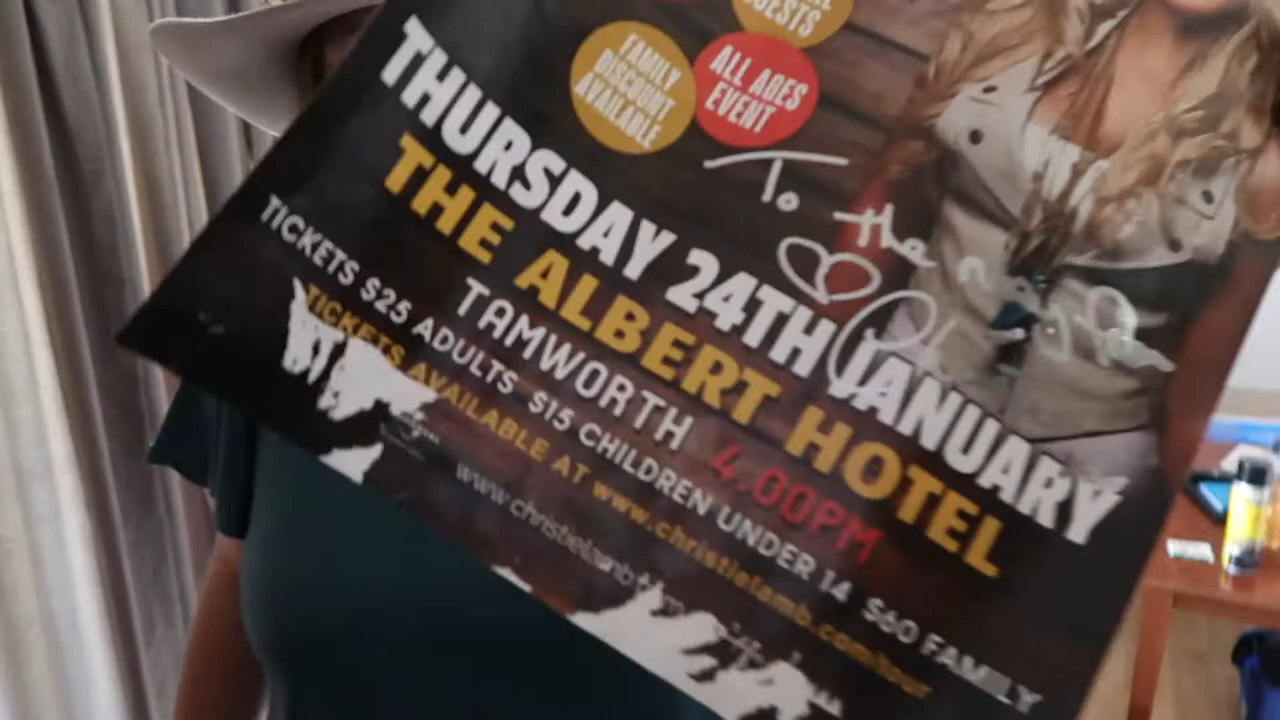 GUESTS
FAMILY
DISCOUNT
AVAILABLE
ALL AGES
EVENT
To the
THURSDAY 24TH JANUARY
THE ALBERT HOTEL
TAMWORTH 4.00PM
TICKETS $25 ADULTS $15 CHILDREN UNDER 14 $60 FAMILY
TICKETS AVAILABLE AT www.christielamb.com/tour